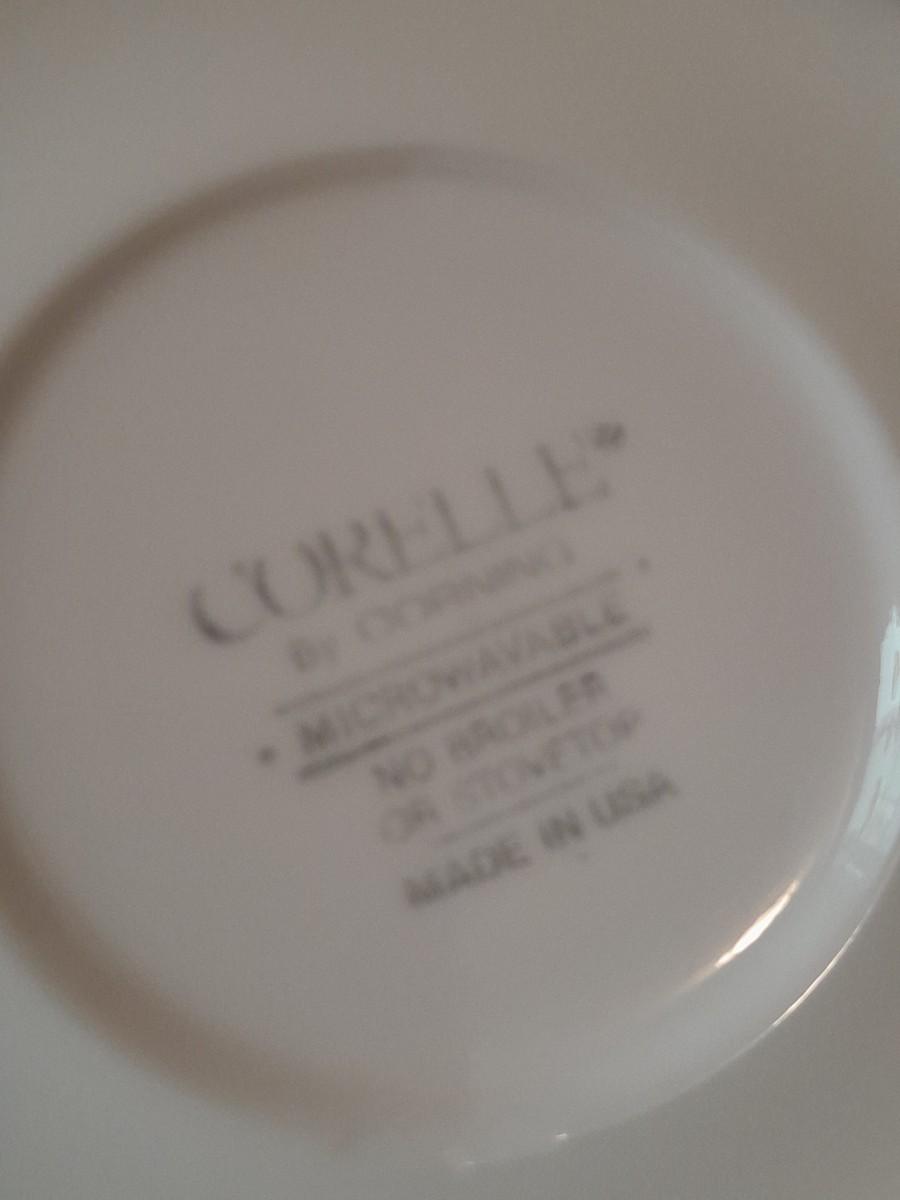 CORELLE®
BY CORNING
MICROWAVABLE
NO BROILER
OR STOVETOP
MADE IN USA